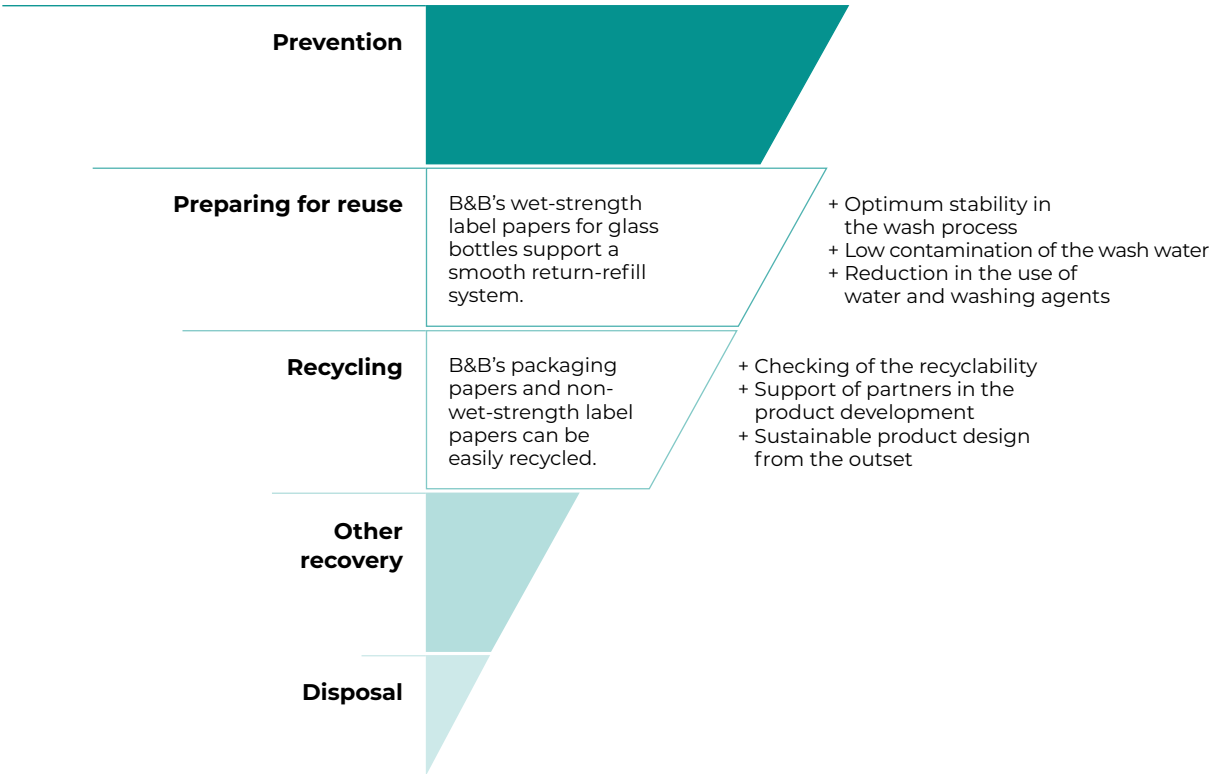 Prevention
Preparing for reuse
B&B’s wet-strength
label papers for glass
bottles support a
smooth return-refill
system.
+ Optimum stability in
the wash process
+ Low contamination of the wash water
+ Reduction in the use of
water and washing agents
Recycling
B&B’s packaging
papers and non-
wet-strength label
papers can be
easily recycled.
+ Checking of the recyclability
+ Support of partners in the
product development
+ Sustainable product design
from the outset
Other
recovery
Disposal